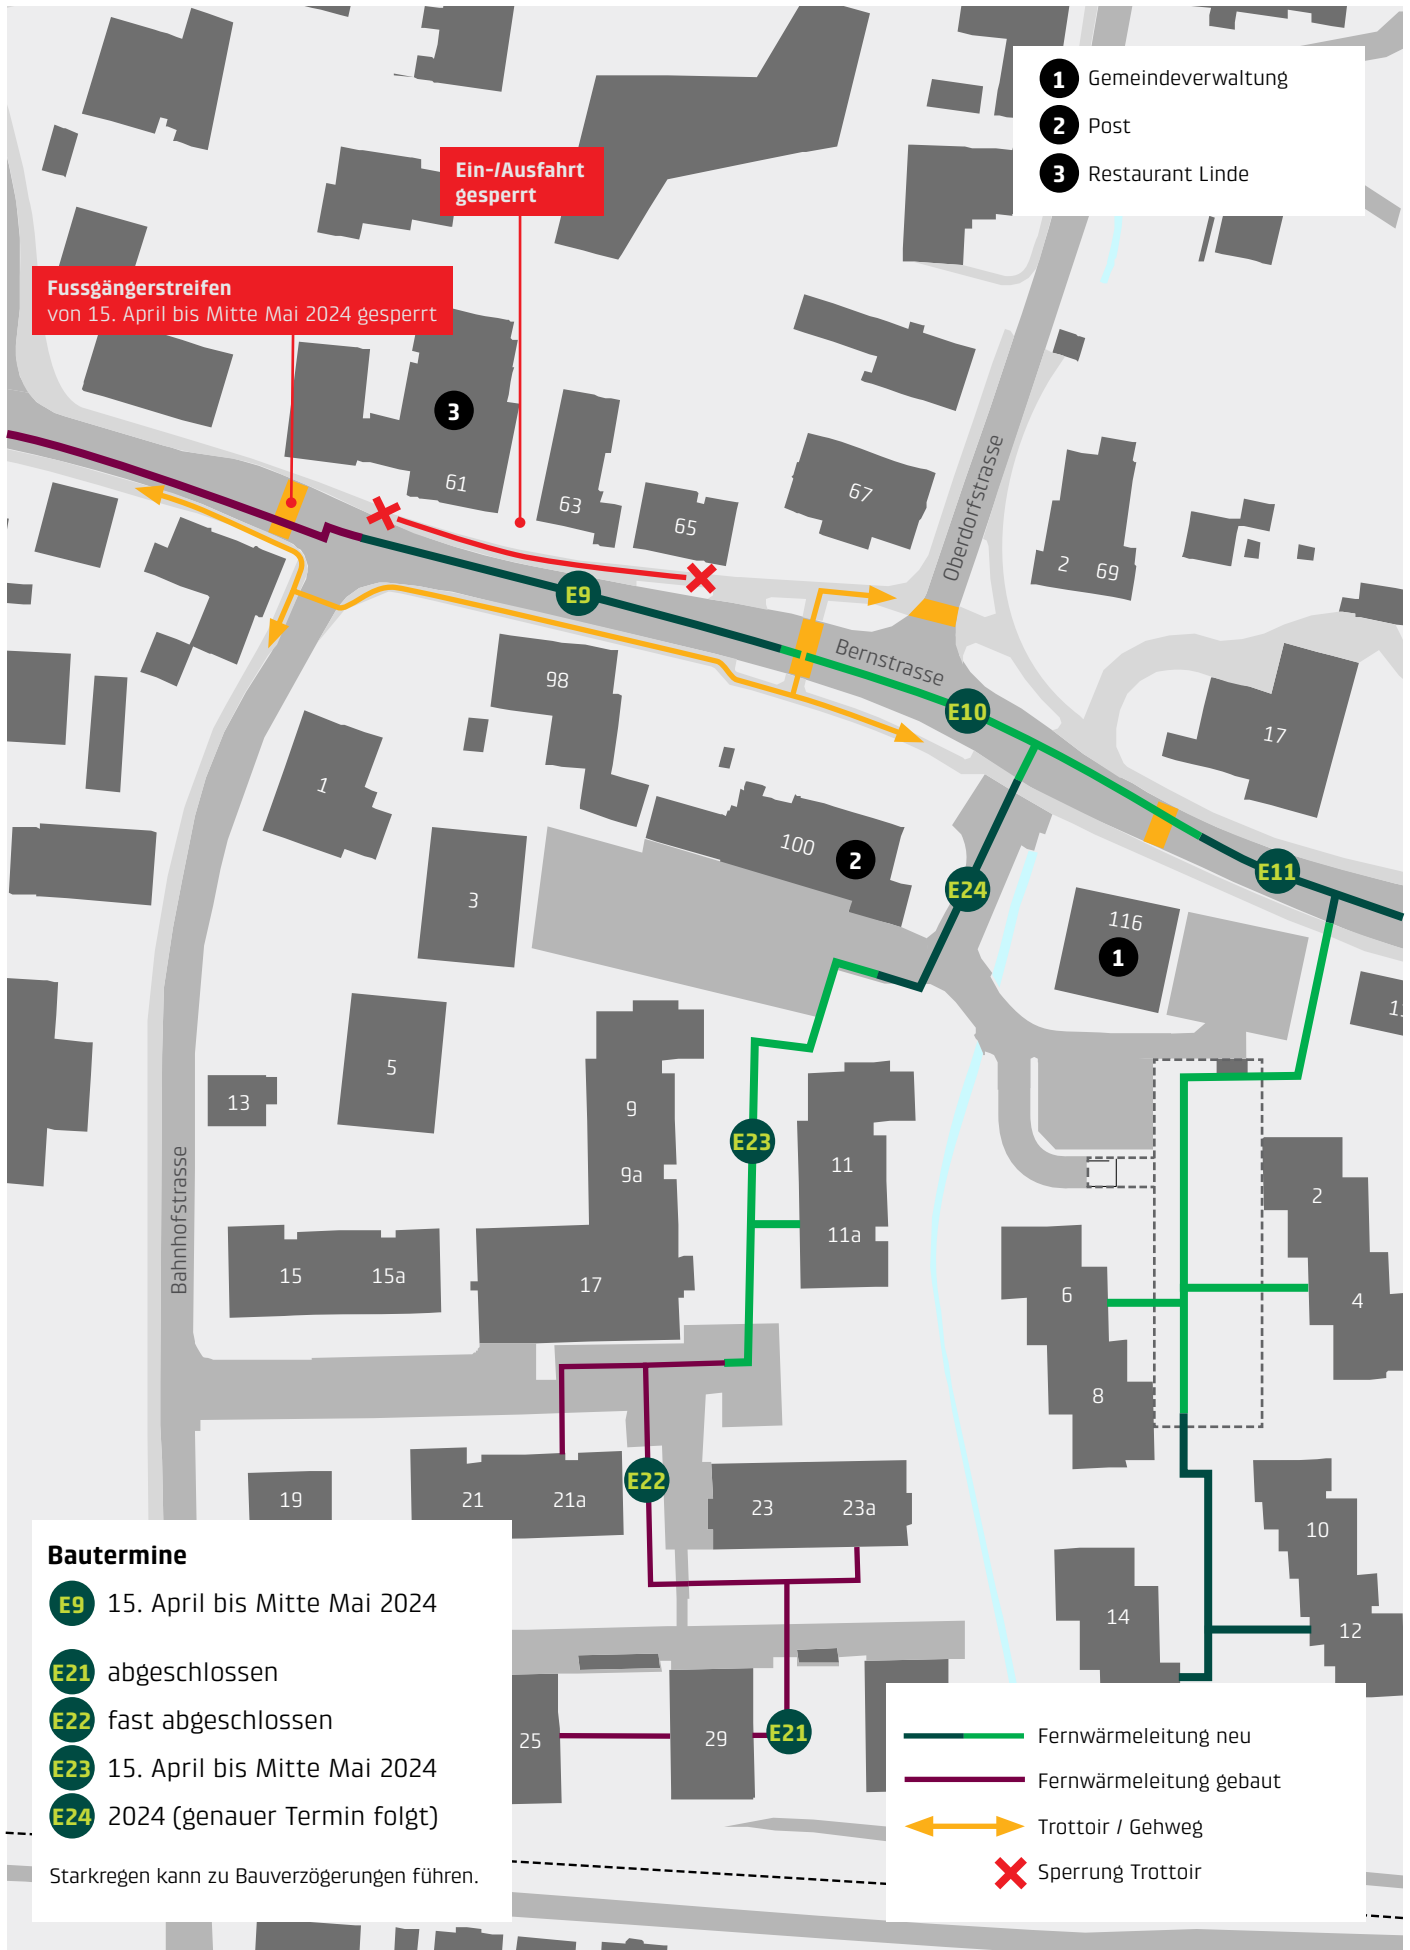 1 Gemeindeverwaltung
2 Post
3 Restaurant Linde
Ein-/Ausfahrt
gesperrt
Fussgängerstreifen
von 15. April bis Mitte Mai 2024 gesperrt
3
61
63
65
67
Oberdorfstrasse
2 69
E9
Bernstrasse
98
E10
17
1
100
2
E24
E11
3
116
1
5
13
9
9a
E23
11
11a
2
Bahnhofstrasse
15 15a
17
6
4
8
19
21 21a
E22
23 23a
10
14
12
25
29
E21
Bautermine
E9 15. April bis Mitte Mai 2024
E21 abgeschlossen
E22 fast abgeschlossen
E23 15. April bis Mitte Mai 2024
E24 2024 (genauer Termin folgt)
Starkregen kann zu Bauverzögerungen führen.
Fernwärmeleitung neu
Fernwärmeleitung gebaut
Trottoir / Gehweg
Sperrung Trottoir